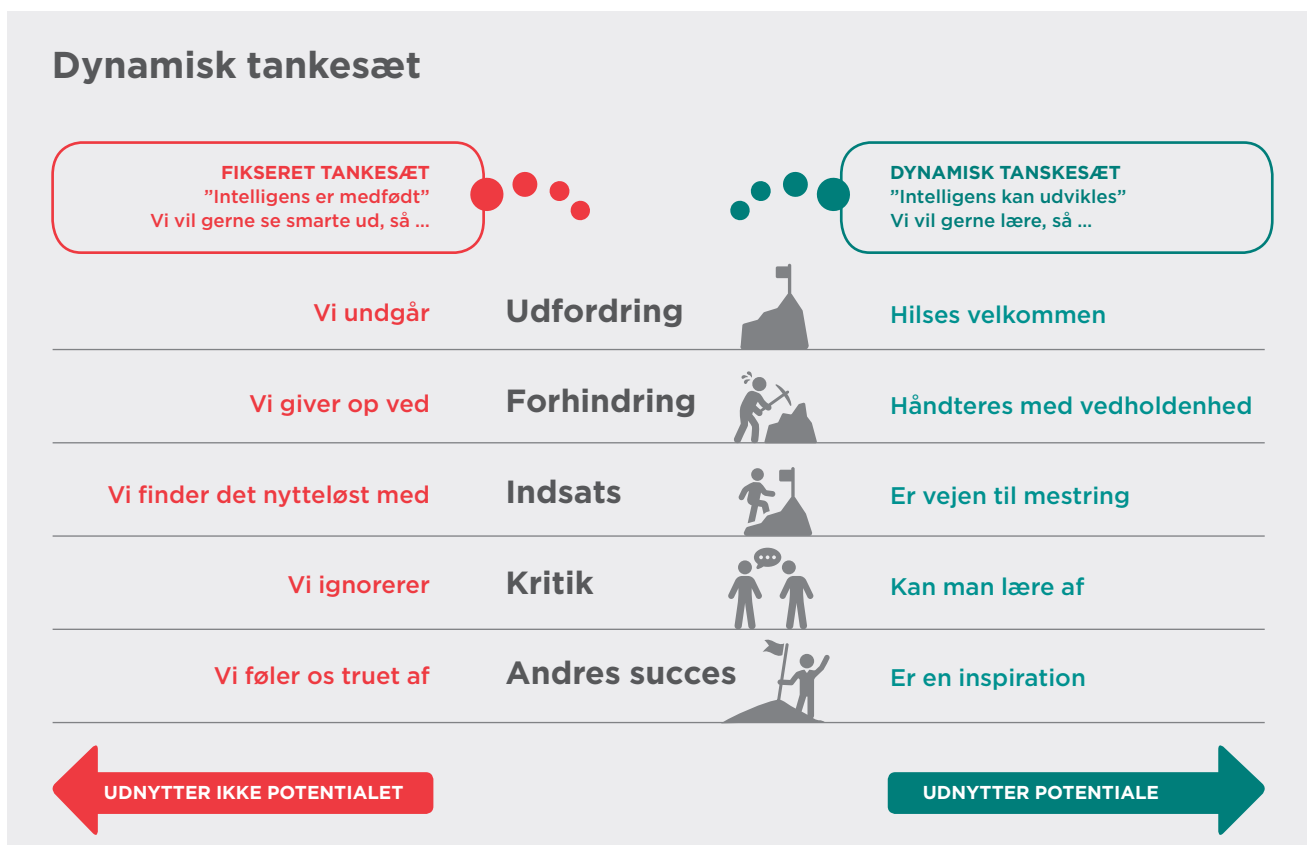 Dynamisk tankesæt
FIKSERET TANKESÆT
”Intelligens er medfødt”
Vi vil gerne se smarte ud, så ...
DYNAMISK TANSKESÆT
”Intelligens kan udvikles”
Vi vil gerne lære, så ...
Vi undgår Udfordring Hilses velkommen
Vi giver op ved Forhindring Håndteres med vedholdenhed
Vi finder det nytteløst med Indsats Er vejen til mestring
Vi ignorerer Kritik Kan man lære af
Vi føler os truet af Andres succes Er en inspiration
UDNYTTER IKKE POTENTIALET UDNYTTER POTENTIALE